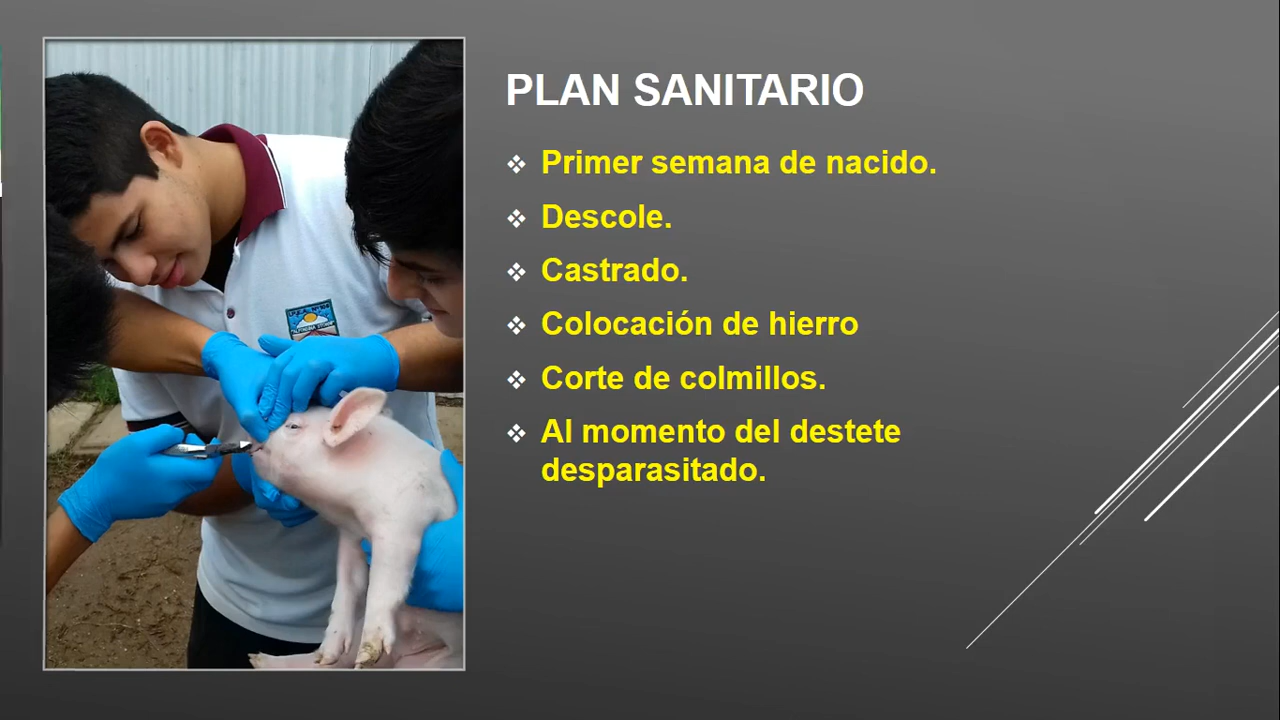 PLAN SANITARIO
❖ Primer semana de nacido.
❖ Descole.
❖ Castrado.
❖ Colocación de hierro
❖ Corte de colmillos.
❖ Al momento del destete
desparasitado.